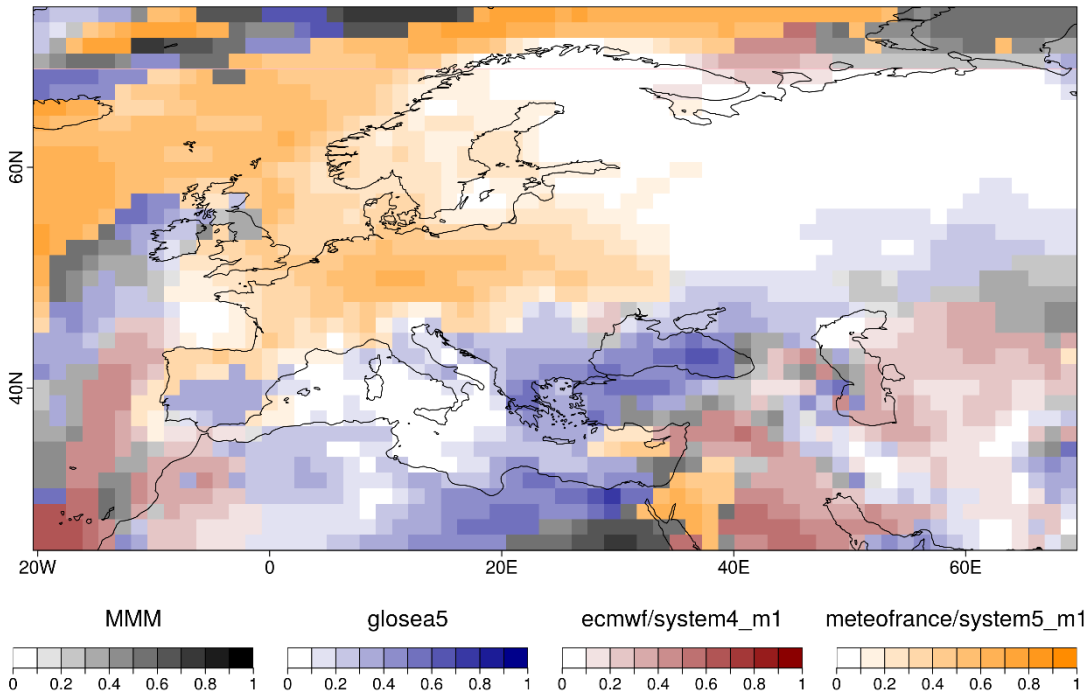 60N
40N
20W 0 20E 40E 60E
MMM glosea5 ecmwf/system4_m1 meteofrance/system5_m1
0 0.2 0.4 0.6 0.8 1 0 0.2 0.4 0.6 0.8 1 0 0.2 0.4 0.6 0.8 1 0 0.2 0.4 0.6 0.8 1